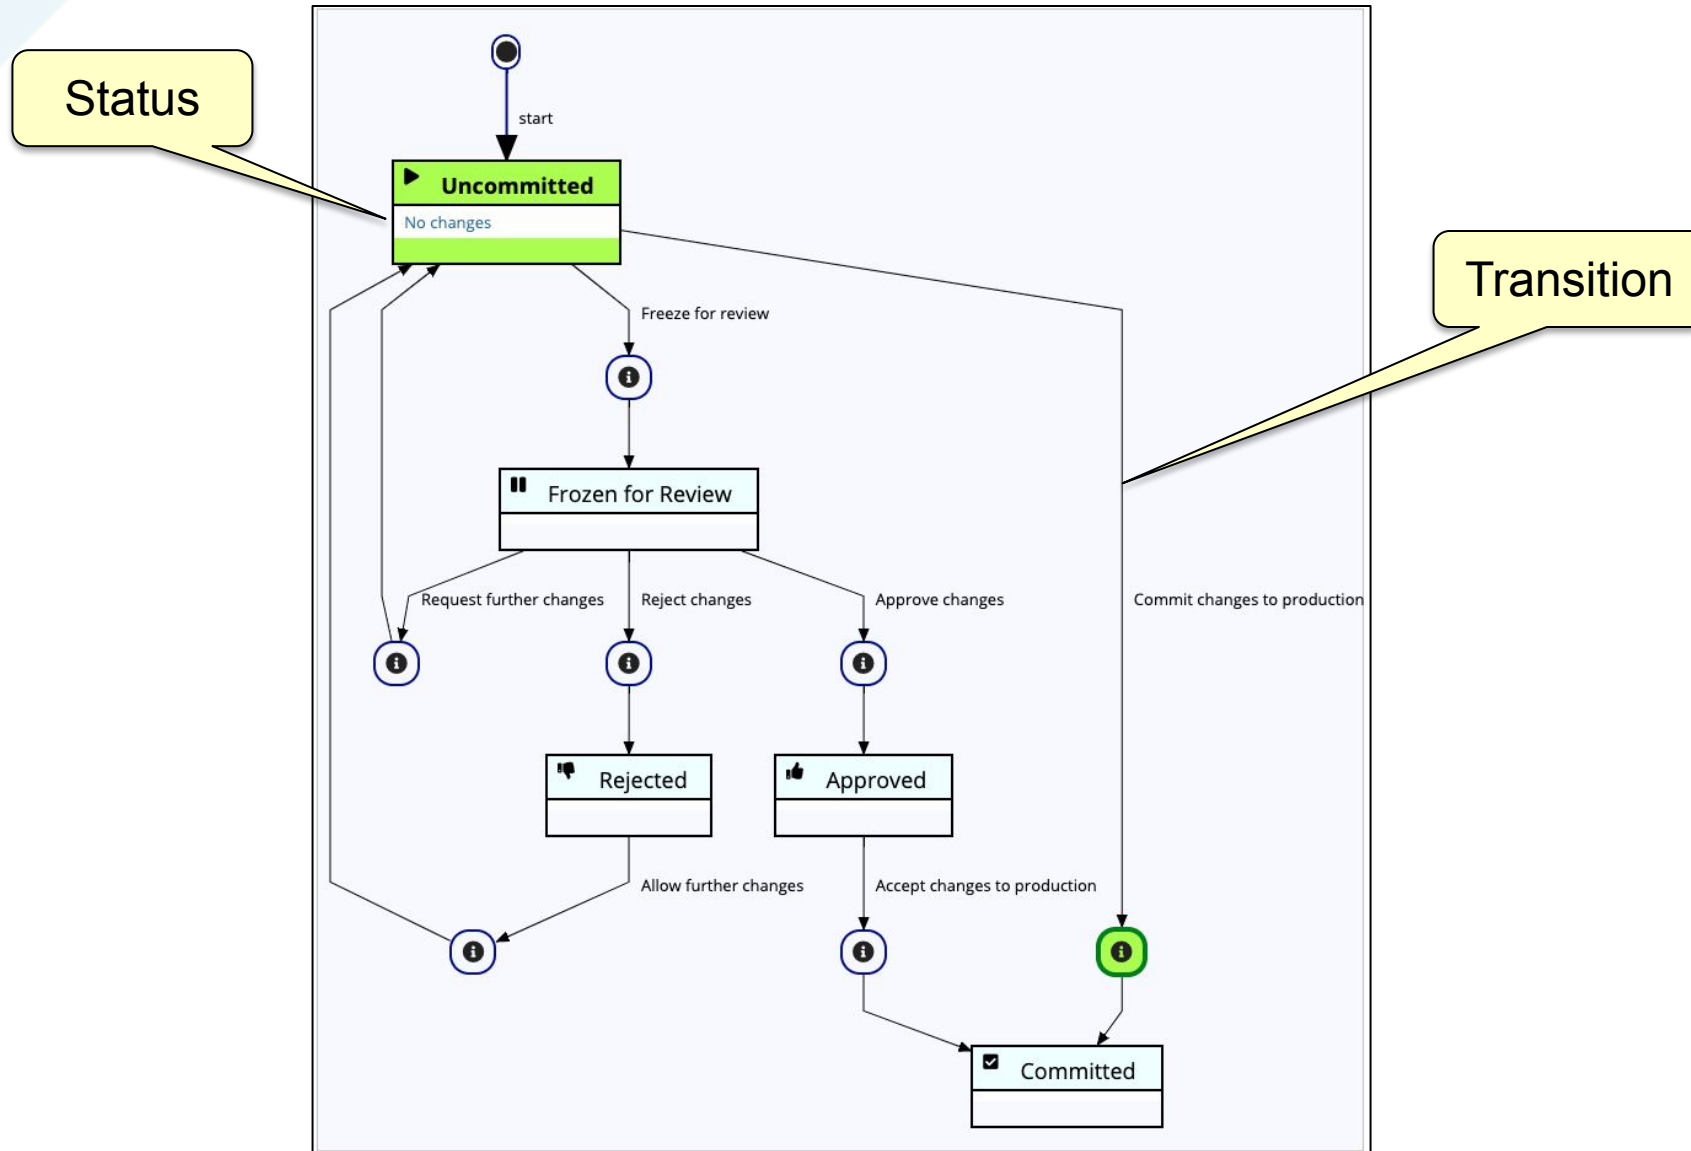 Status
start
Uncommitted
No changes
Transition
Freeze for review
Frozen for Review
Request further changes
Reject changes
Approve changes
Commit changes to production
Rejected
Approved
Allow further changes
Accept changes to production
Committed